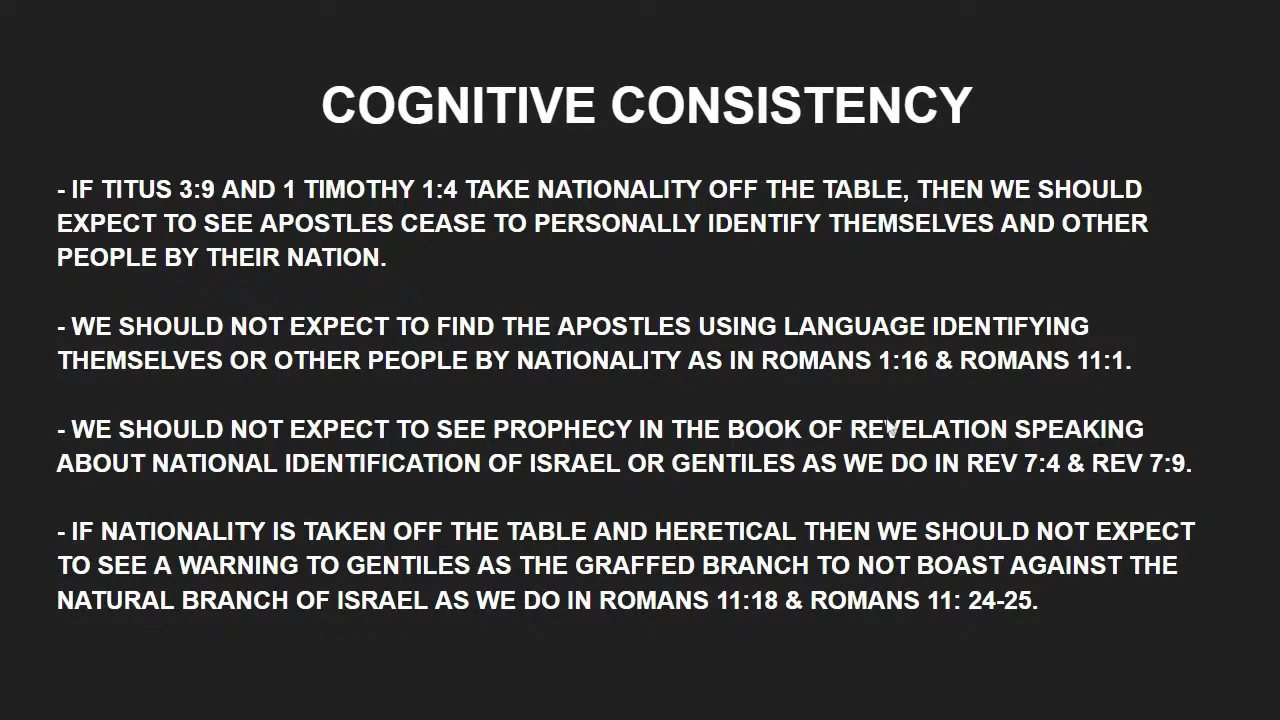 COGNITIVE CONSISTENCY
- IF TITUS 3:9 AND 1 TIMOTHY 1:4 TAKE NATIONALITY OFF THE TABLE, THEN WE SHOULD
EXPECT TO SEE APOSTLES CEASE TO PERSONALLY IDENTIFY THEMSELVES AND OTHER
PEOPLE BY THEIR NATION.
- WE SHOULD NOT EXPECT TO FIND THE APOSTLES USING LANGUAGE IDENTIFYING
THEMSELVES OR OTHER PEOPLE BY NATIONALITY AS IN ROMANS 1:16 & ROMANS 11:1.
- WE SHOULD NOT EXPECT TO SEE PROPHECY IN THE BOOK OF REVELATION SPEAKING
ABOUT NATIONAL IDENTIFICATION OF ISRAEL OR GENTILES AS WE DO IN REV 7:4 & REV 7:9.
- IF NATIONALITY IS TAKEN OFF THE TABLE AND HERETICAL THEN WE SHOULD NOT EXPECT
TO SEE A WARNING TO GENTILES AS THE GRAFFED BRANCH TO NOT BOAST AGAINST THE
NATURAL BRANCH OF ISRAEL AS WE DO IN ROMANS 11:18 & ROMANS 11: 24-25.